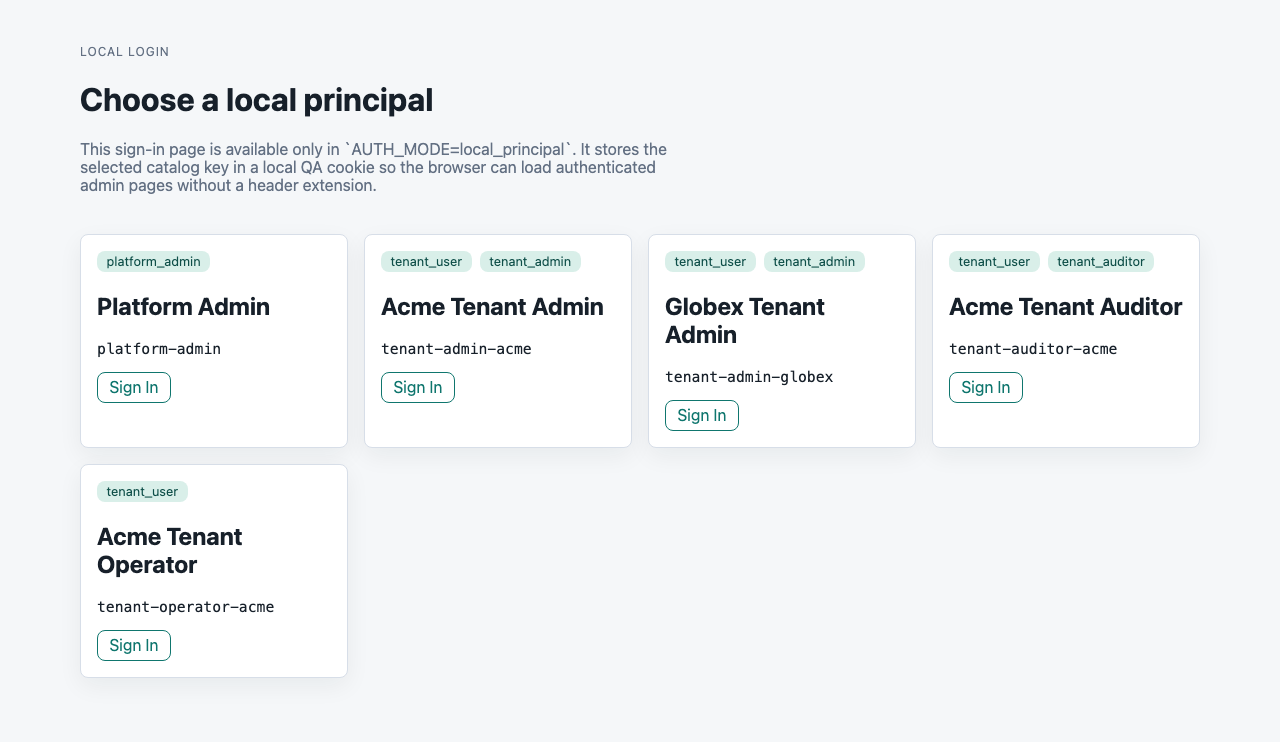 LOCAL LOGIN
Choose a local principal
This sign-in page is available only in `AUTH_MODE=local_principal`. It stores the
selected catalog key in a local QA cookie so the browser can load authenticated
admin pages without a header extension.
platform_admin
Platform Admin
platform-admin
Sign In
tenant_user tenant_admin
Acme Tenant Admin
tenant-admin-acme
Sign In
tenant_user tenant_admin
Globex Tenant
Admin
tenant-admin-globex
Sign In
tenant_user tenant_auditor
Acme Tenant Auditor
tenant-auditor-acme
Sign In
tenant_user
Acme Tenant
Operator
tenant-operator-acme
Sign In